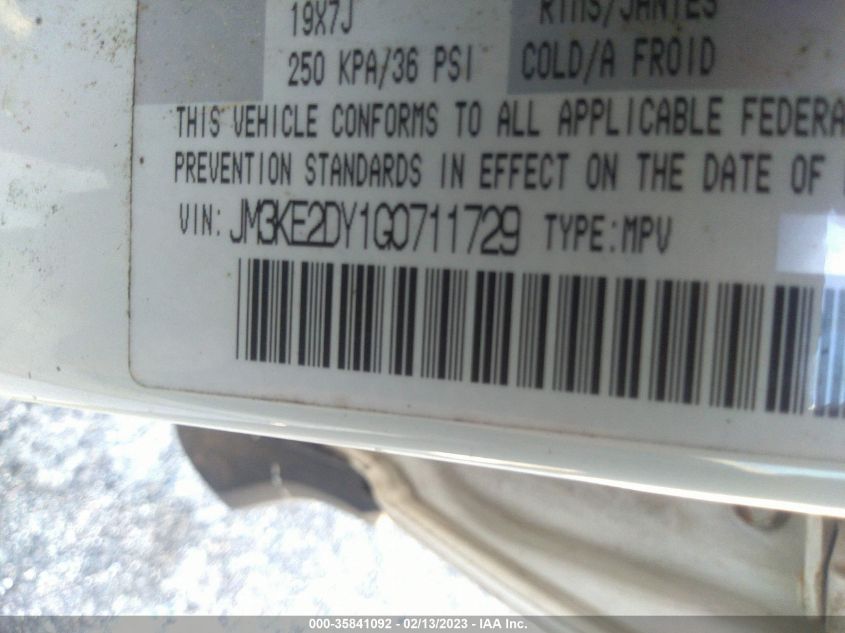 19X7J RIMS/JANTES
250 KPA/36 PSI COLD/A FROID
THIS VEHICLE CONFORMS TO ALL APPLICABLE FEDERA
PREVENTION STANDARDS IN EFFECT ON THE DATE OF
VIN: JM3KE2DY1G0711729 TYPE:MPV
000-35841092 - 02/13/2023 - IAA Inc.